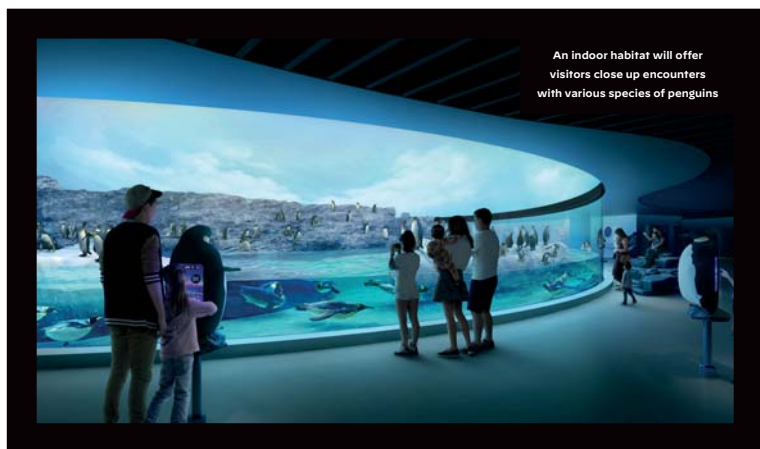 An indoor habitat will offer
visitors close up encounters
with various species of penguins